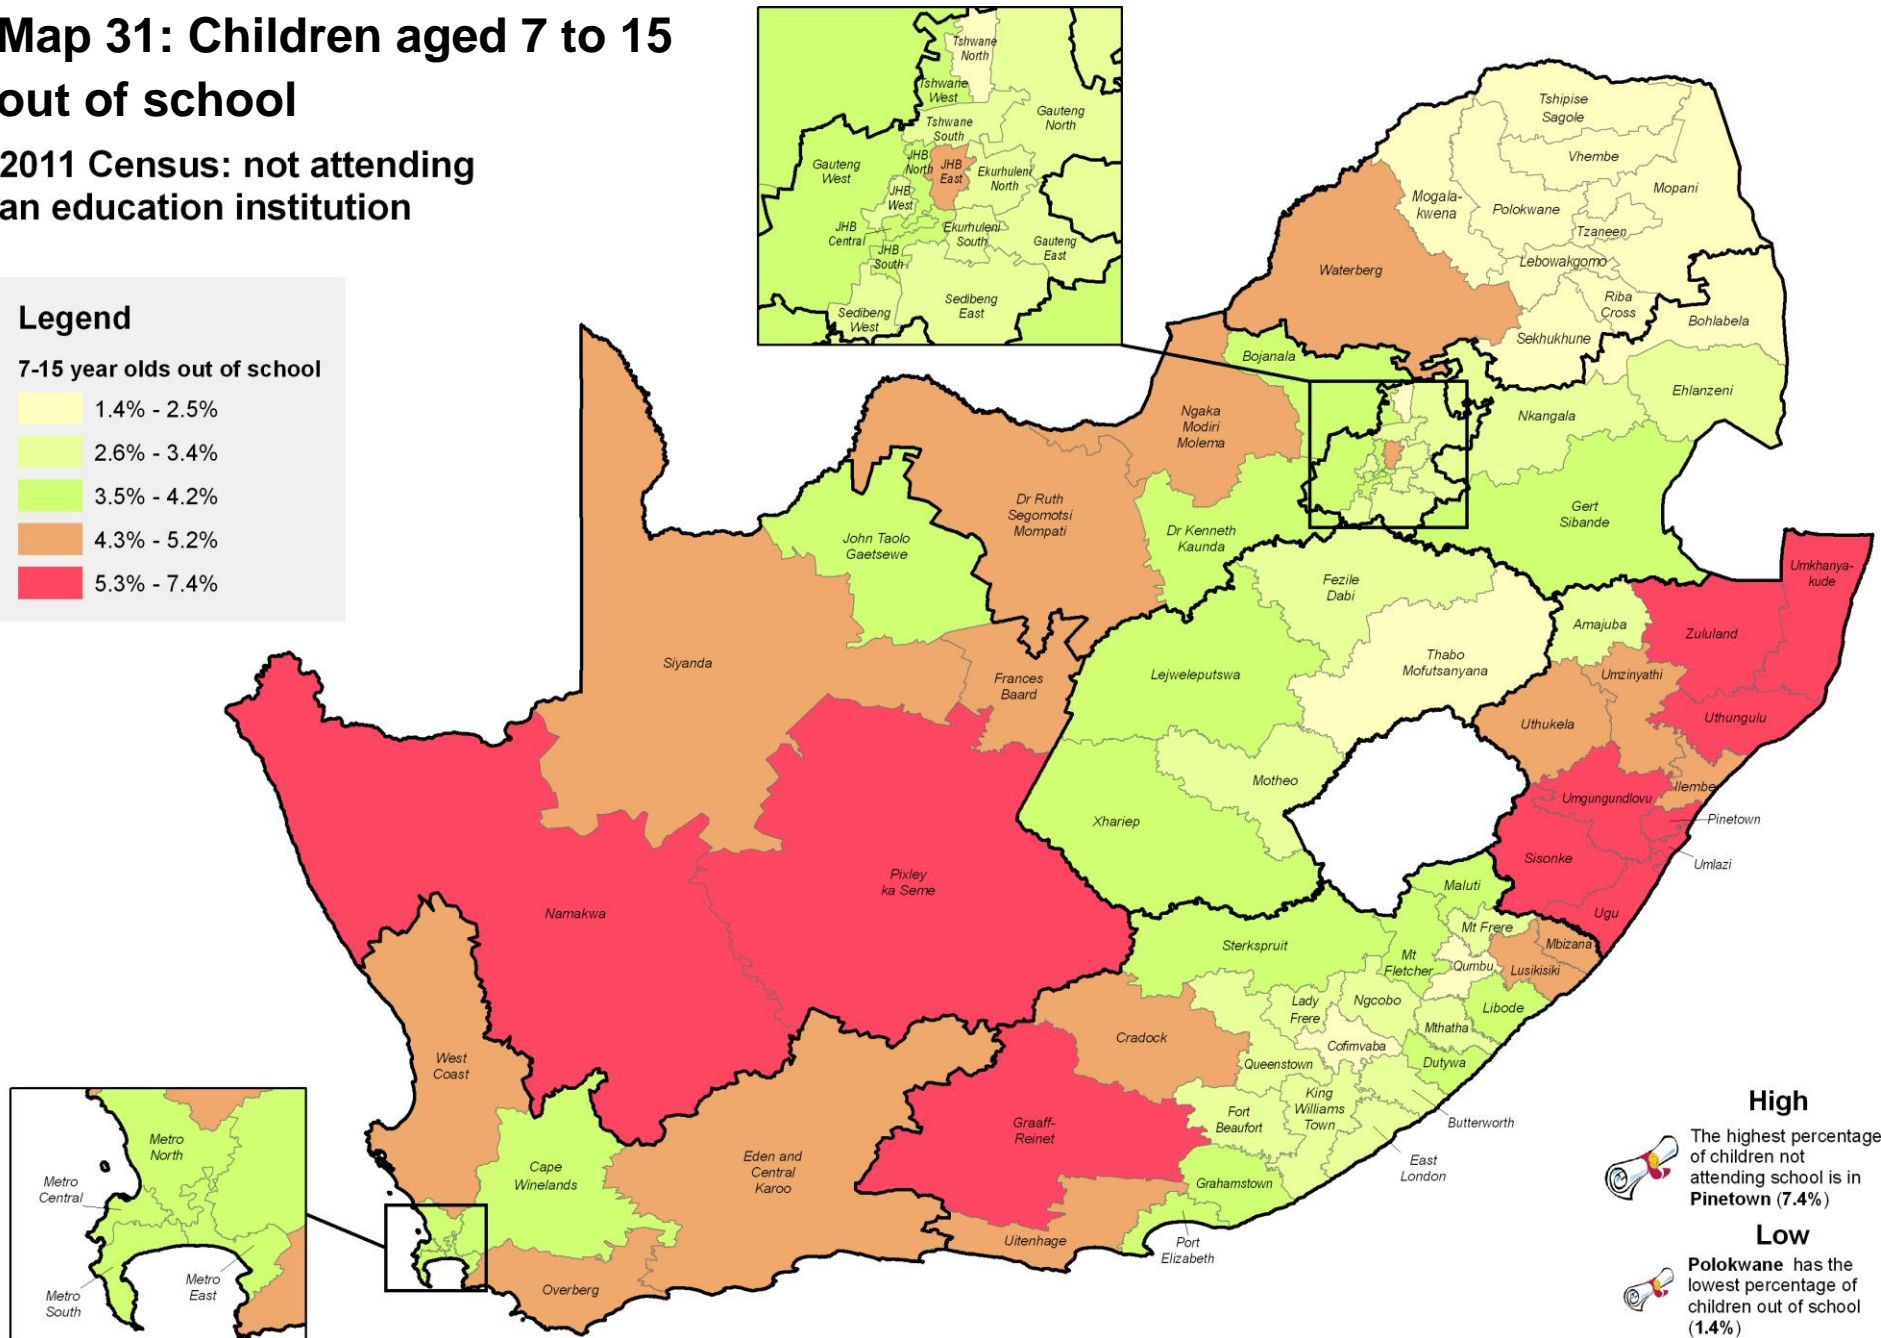 Map 31: Children aged 7 to 15
out of school
2011 Census: not attending
an education institution
Legend
7-15 year olds out of school
1.4% - 2.5%
2.6% - 3.4%
3.5% - 4.2%
4.3% - 5.2%
5.3% - 7.4%
Tshwane
North
Tshwane
West
Tshwane
South
Gauteng
North
Gauteng
West
JHB
North
JHB
East
Ekurhuleni
North
JHB
West
JHB
Central
JHB
South
Ekurhuleni
South
Gauteng
East
Sedibeng
West
Sedibeng
East
Tshipise
Sagole
Vhembe
Mopani
Mogala-
kwena
Polokwane
Tzaneen
Lebowakgomo
Riba
Cross
Waterberg
Sekhukhune
Bohlabela
Bojanala
Ehlanzeni
Nkangala
Ngaka
Modiri
Molema
Gert
Sibande
Dr Ruth
Segomotsi
Mompati
Dr Kenneth
Kaunda
John Taolo
Gaetsewe
Fezile
Dabi
Umkhanya-
kude
Amajuba
Zululand
Siyanda
Frances
Baard
Lejweleputswa
Thabo
Mofutsanyana
Umzinyathi
Uthukela
Uthungulu
Motheo
Ilembe
Umgungundlovu
Xhariep
Pinetown
Sisonke
Umlazi
Pixley
ka Seme
Maluti
Ugu
Namakwa
Sterkspruit
Mt Frere
Mbizana
Mt
Fletcher
Qumbu
Lusikisiki
Lady
Frere
Ngcobo
Libode
Mthatha
Cradock
Cofimvaba
Queenstown
Dutywa
West
Coast
King
Williams
Town
Fort
Beaufort
Butterworth
Graaff-
Reinet
East
London
Eden and
Central
Karoo
Cape
Winelands
Grahamstown
Uitenhage
Port
Elizabeth
Overberg
Metro
North
Metro
Central
Metro
East
Metro
South
High
The highest percentage
of children not
attending school is in
Pinetown (7.4%)
Low
Polokwane has the
lowest percentage of
children out of school
(1.4%)